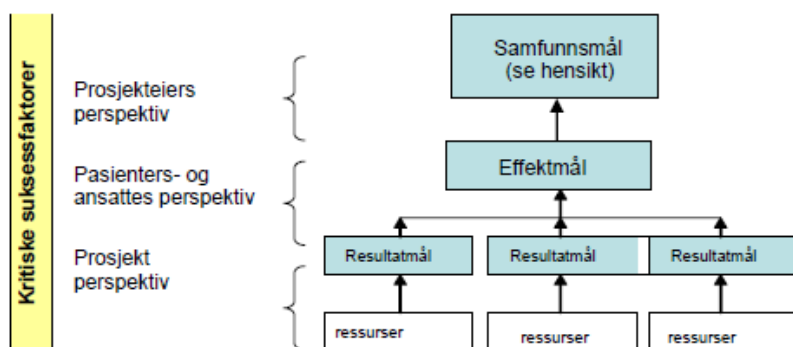 Kritiske suksessfaktorer
Prosjekteiers
perspektiv
Pasienters- og
ansattes perspektiv
Prosjekt
perspektiv
Samfunnsmål
(se hensikt)
Effektmål
Resultatmål
Resultatmål
Resultatmål
ressurser
ressurser
ressurser